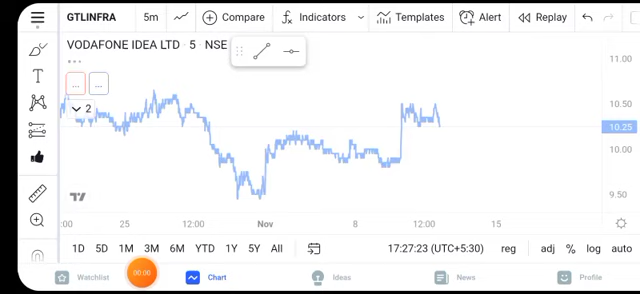 GTLINFRA 5m Compare Indicators Templates Alert Replay
VODAFONE IDEA LTD · 5 · NSE
... ...
2
11.00
10.50
10.25
10.00
9.50
:00 25 12:00 Nov 8 12:00 15
1D 5D 1M 3M 6M YTD 1Y 5Y All 17:27:23 (UTC+5:30) reg adj % log auto
00:00
Watchlist Chart Ideas News Profile